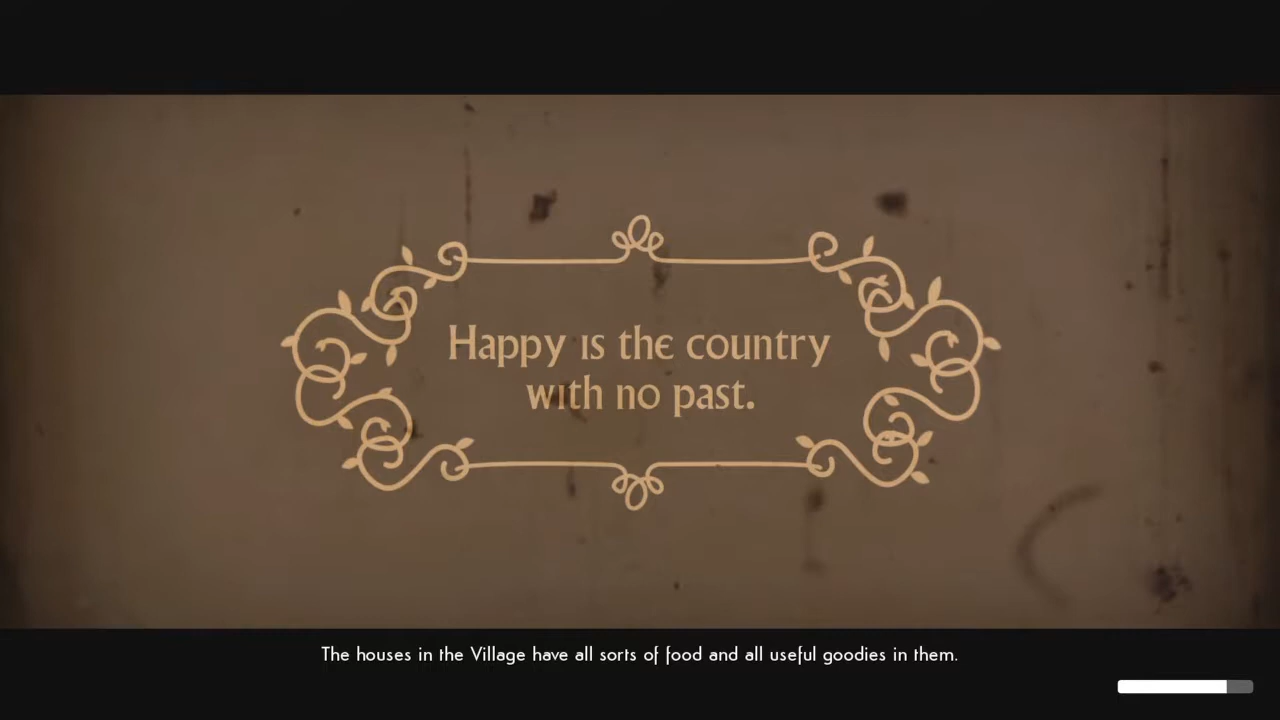 Happy is the country
with no past.
The houses in the Village have all sorts of food and all useful goodies in them.